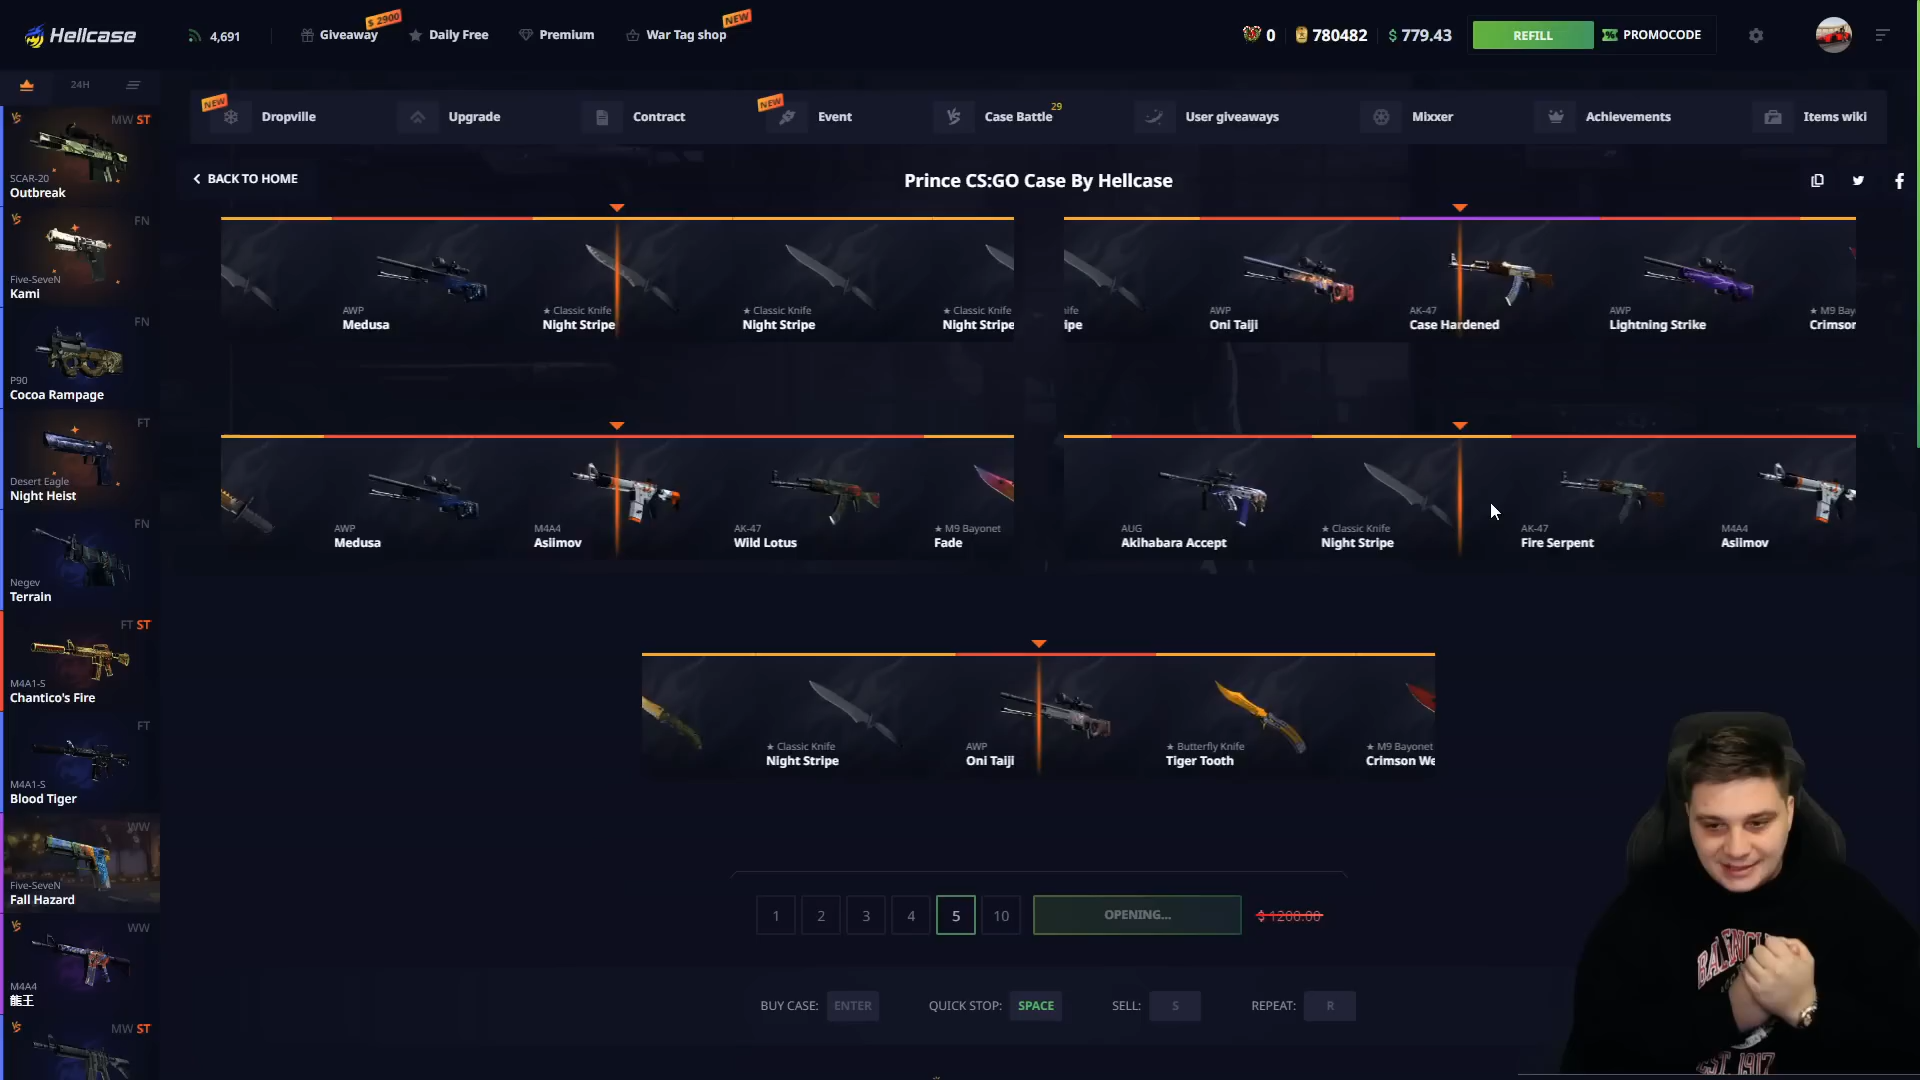 Hellcase
4,691
Giveaway
$ 2900
Daily Free
Premium
War Tag shop
NEW
0
780482
$ 779.43
REFILL
PROMOCODE
24H
NEW
Dropville
Upgrade
Contract
NEW
Event
Case Battle
29
User giveaways
Mixxer
Achievements
Items wiki
BACK TO HOME
Prince CS:GO Case By Hellcase
MW ST
SCAR-20
Outbreak
FN
Five-SeveN
Kami
FN
P90
Cocoa Rampage
FT
Desert Eagle
Night Heist
FN
Negev
Terrain
FT ST
M4A1-S
Chantico's Fire
FT
M4A1-S
Blood Tiger
WW
Five-SeveN
Fall Hazard
WW
M4A4
龍王
MW ST
AWP
Medusa
★ Classic Knife
Night Stripe
★ Classic Knife
Night Stripe
★ Classic Knife
Night Stripe
nife
ipe
AWP
Oni Taiji
AK-47
Case Hardened
AWP
Lightning Strike
★ M9 Bay
Crimson
AWP
Medusa
M4A4
Asiimov
AK-47
Wild Lotus
★ M9 Bayonet
Fade
AUG
Akihabara Accept
★ Classic Knife
Night Stripe
AK-47
Fire Serpent
M4A4
Asiimov
★ Classic Knife
Night Stripe
AWP
Oni Taiji
★ Butterfly Knife
Tiger Tooth
★ M9 Bayonet
Crimson We
1
2
3
4
5
10
OPENING...
$ 1200.00
BUY CASE: ENTER
QUICK STOP: SPACE
SELL: S
REPEAT: R